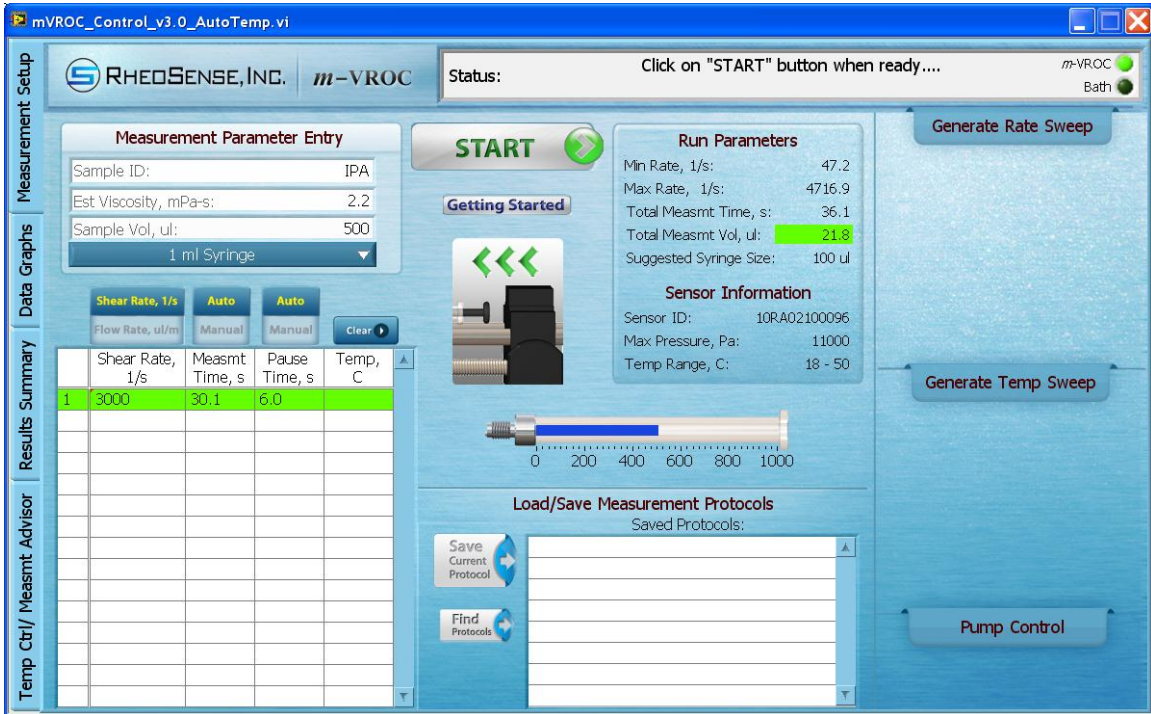 mVROC_Control_v3.0_AutoTemp.vi
Measurement Setup
Data Graphs
Results Summary
Temp Ctrl/ Measmt Advisor
RHEOSENSE, INC. m-VROC
Status:
Click on "START" button when ready....
m-VROC
Bath
Measurement Parameter Entry
Sample ID: IPA
Est Viscosity, mPa-s: 2.2
Sample Vol, ul: 500
1 ml Syringe
Shear Rate, 1/s Auto Auto
Flow Rate, ul/m Manual Manual Clear
Shear Rate, 1/s Measmt Time, s Pause Time, s Temp, C
1 3000 30.1 6.0
START
Getting Started
Run Parameters
Min Rate, 1/s: 47.2
Max Rate, 1/s: 4716.9
Total Measmt Time, s: 36.1
Total Measmt Vol, ul: 21.8
Suggested Syringe Size: 100 ul
Sensor Information
Sensor ID: 10RA02100096
Max Pressure, Pa: 11000
Temp Range, C: 18 - 50
0 200 400 600 800 1000
Load/Save Measurement Protocols
Saved Protocols:
Save
Current
Protocol
Find
Protocols
Generate Rate Sweep
Generate Temp Sweep
Pump Control